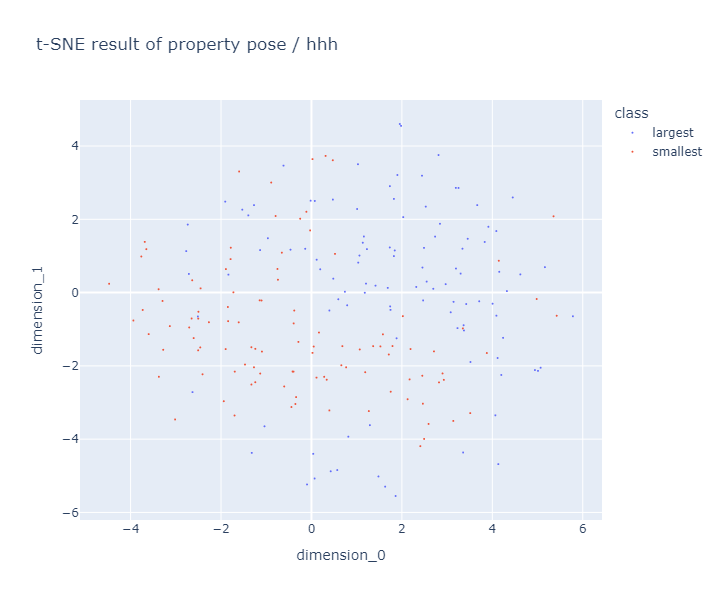 t-SNE result of property pose / hhh
class
largest
smallest
4
2
0
−2
−4
−6
dimension_1
−4
−2
0
2
4
6
dimension_0